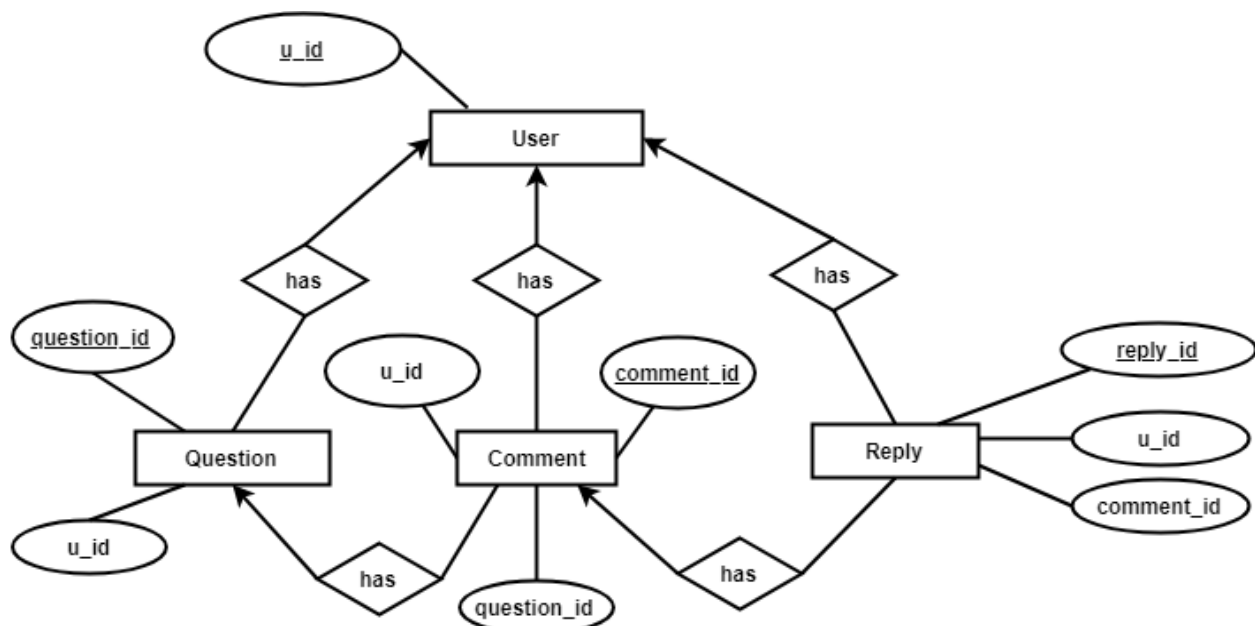 u_id
User
has
has
has
question_id
u_id
comment_id
reply_id
Question
Comment
Reply
u_id
u_id
comment_id
has
question_id
has